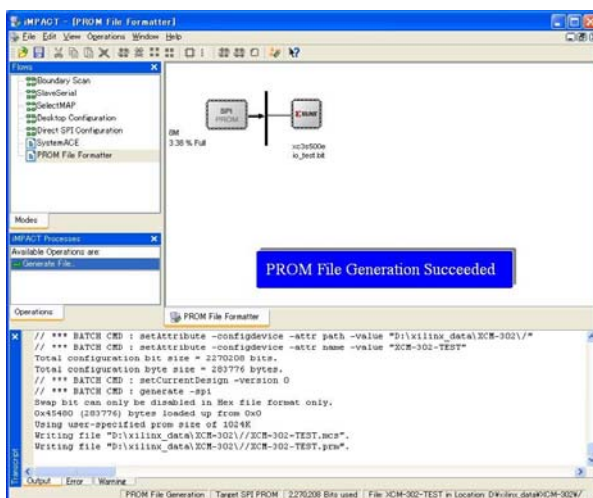 iMPACT - [PROM File Formatter]
File Edit View Operations Window Help
Flows
Boundary Scan
SlaveSerial
SelectMAP
Desktop Configuration
Direct SPI Configuration
SystemACE
PROM File Formatter
Modes
iMPACT Processes
Available Operations are:
Generate File...
Operations
SPI
PROM
8M
3.38 % Full
XILINX
xc3s500e
io_test.bit
PROM File Generation Succeeded
PROM File Formatter
// *** BATCH CMD : setAttribute -configdevice -attr path -value "D:\xilinx_data\XCM-302\/"
// *** BATCH CMD : setAttribute -configdevice -attr name -value "XCM-302-TEST"
Total configuration bit size = 2270208 bits.
Total configuration byte size = 283776 bytes.
// *** BATCH CMD : setCurrentDesign -version 0
// *** BATCH CMD : generate -spi
Swap bit can only be disabled in Hex file format only.
0x45480 (283776) bytes loaded up from 0x0
Using user-specified prom size of 1024K
Writing file "D:\xilinx_data\XCM-302\//XCM-302-TEST.mcs".
Writing file "D:\xilinx_data\XCM-302\//XCM-302-TEST.prm".
Transcript
Output Error Warning
PROM File Generation Target SPI PROM 2,270,208 Bits used File: XCM-302-TEST in Location: D:¥xilinx_data¥XCM-302¥/